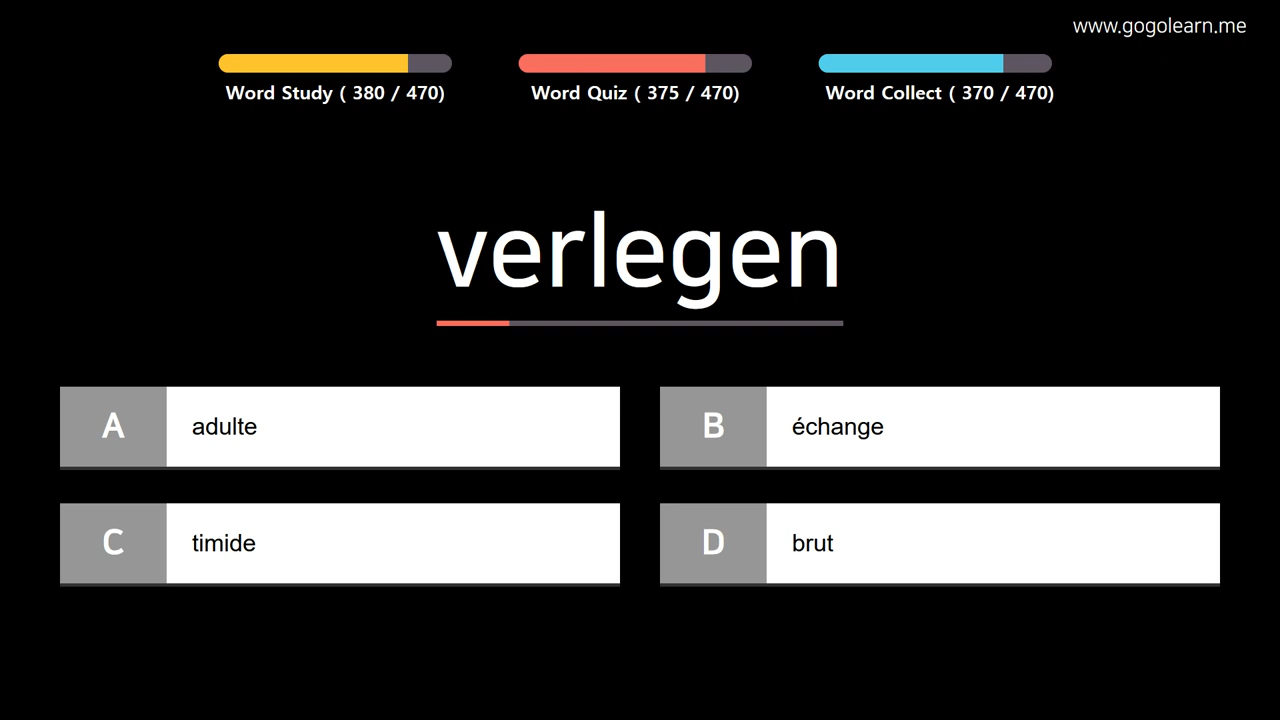 www.gogolearn.me
Word Study ( 380 / 470)
Word Quiz ( 375 / 470)
Word Collect ( 370 / 470)
verlegen
A adulte
B échange
C timide
D brut